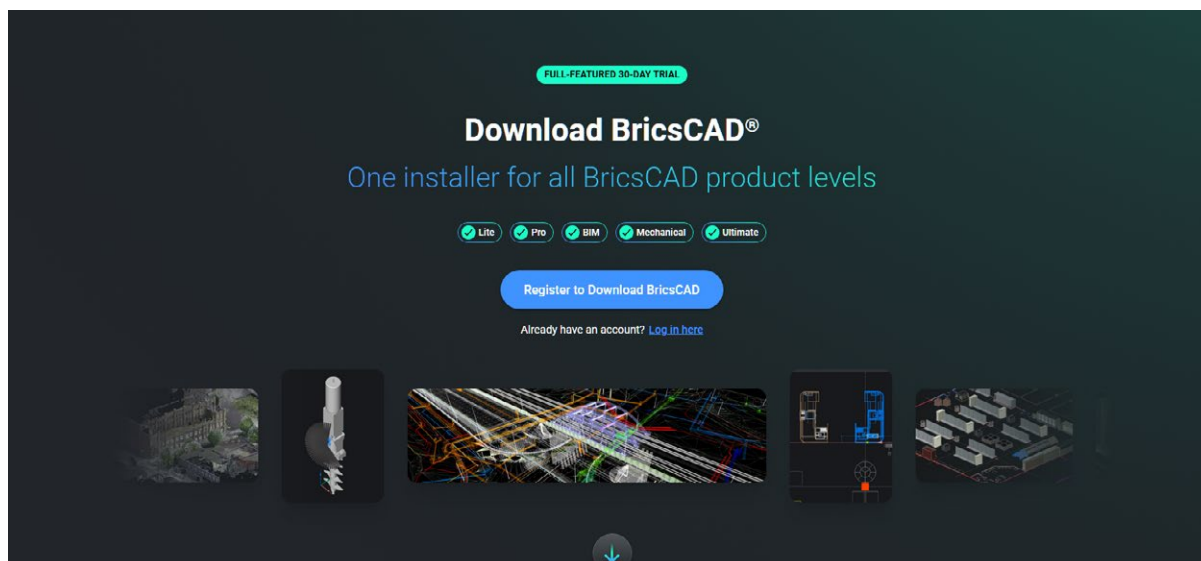 FULL-FEATURED 30-DAY TRIAL
Download BricsCAD®
One installer for all BricsCAD product levels
Lite Pro BIM Mechanical Ultimate
Register to Download BricsCAD
Already have an account? Log in here